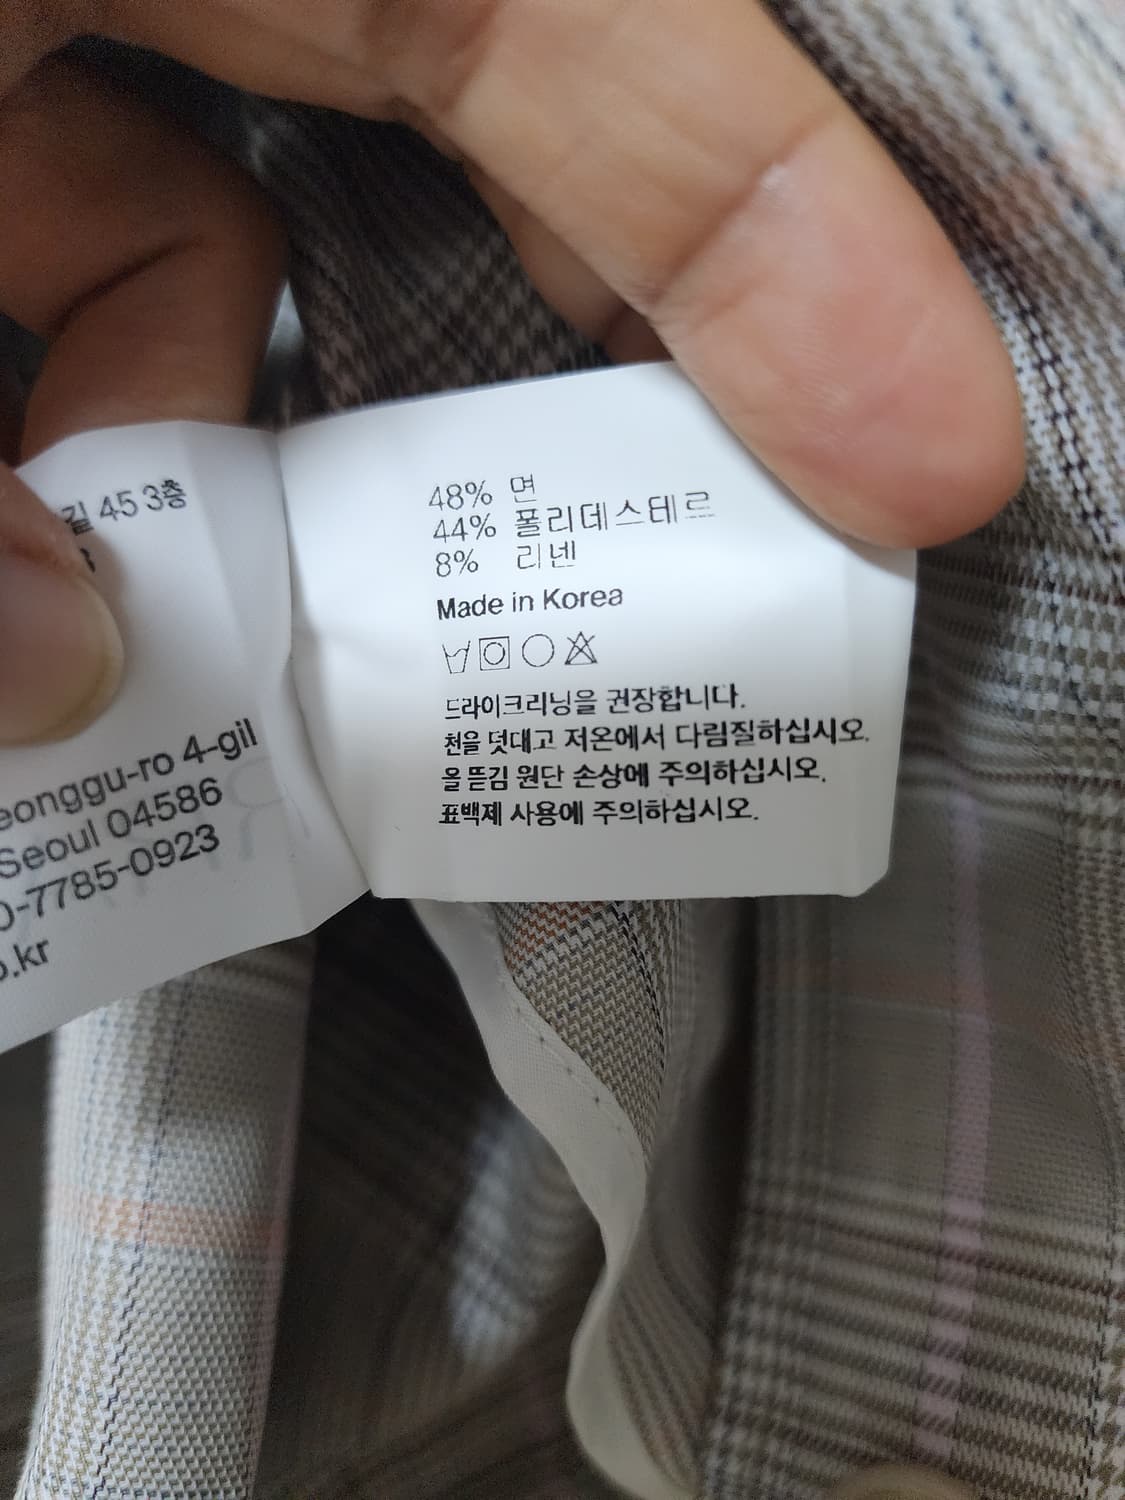 길 45 3층
eonggu-ro 4-gil
Seoul 04586
0-7785-0923
.kr
48% 면
44% 폴리데스테르
8% 리넨
Made in Korea
드라이크리닝을 권장합니다.
천을 덧대고 저온에서 다림질하십시오.
올 뜯김 원단 손상에 주의하십시오.
표백제 사용에 주의하십시오.